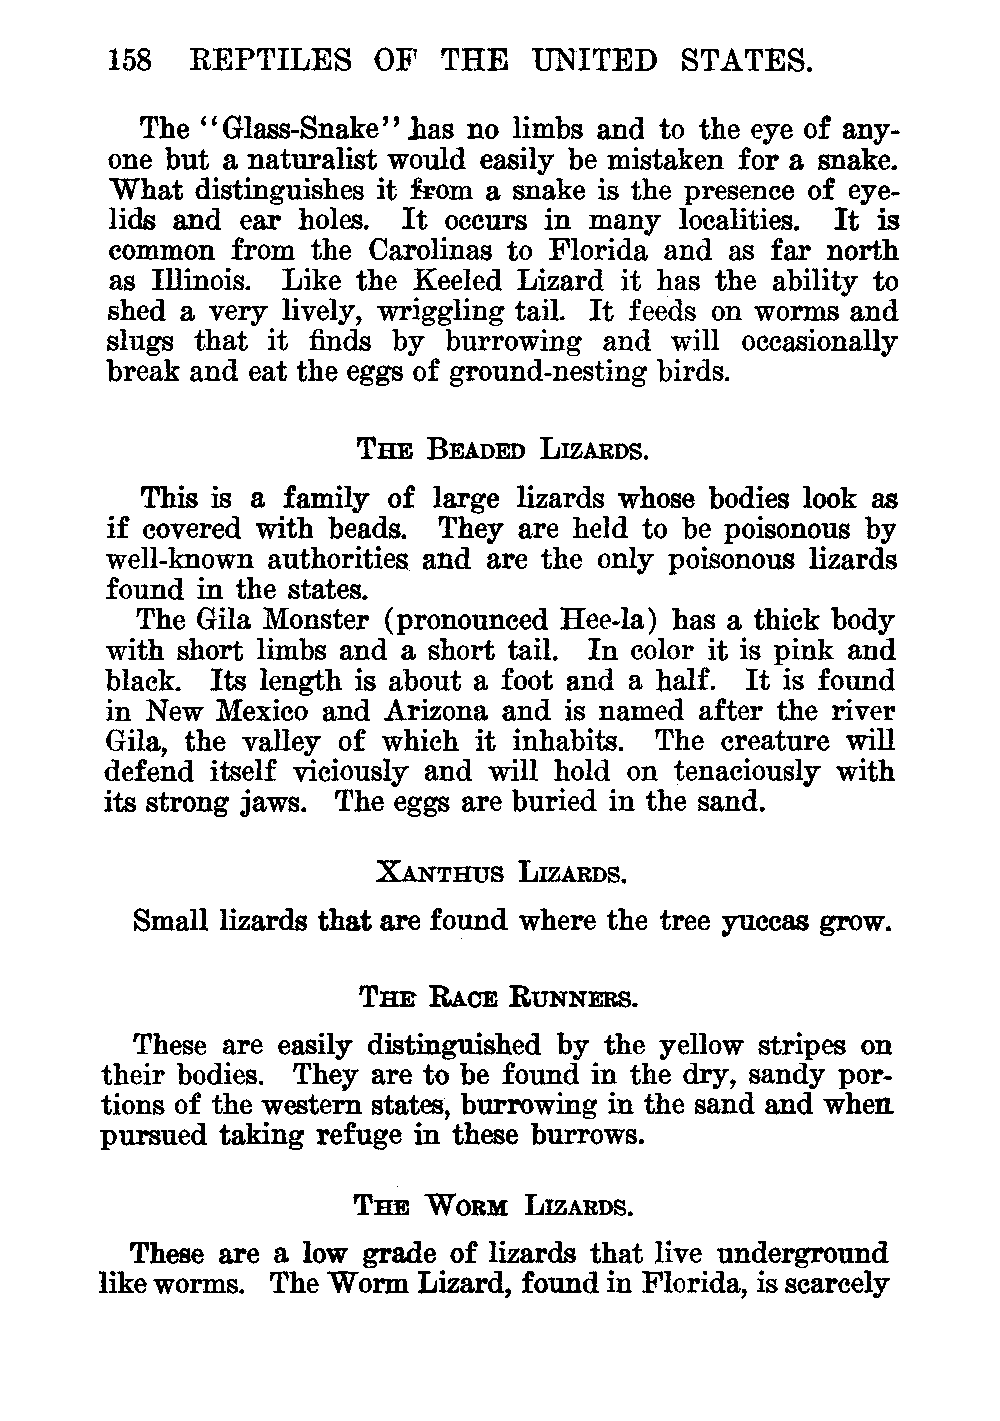 158 REPTILES OF THE UNITED STATES.
The "Glass-Snake" has no limbs and to the eye of any-
one but a naturalist would easily be mistaken for a snake.
What distinguishes it from a snake is the presence of eye-
lids and ear holes. It occurs in many localities. It is
common from the Carolinas to Florida and as far north
as Illinois. Like the Keeled Lizard it has the ability to
shed a very lively, wriggling tail. It feeds on worms and
slugs that it finds by burrowing and will occasionally
break and eat the eggs of ground-nesting birds.
THE BEADED LIZARDS.
This is a family of large lizards whose bodies look as
if covered with beads. They are held to be poisonous by
well-known authorities and are the only poisonous lizards
found in the states.
The Gila Monster (pronounced Hee-la) has a thick body
with short limbs and a short tail. In color it is pink and
black. Its length is about a foot and a half. It is found
in New Mexico and Arizona and is named after the river
Gila, the valley of which it inhabits. The creature will
defend itself viciously and will hold on tenaciously with
its strong jaws. The eggs are buried in the sand.
XANTHUS LIZARDS.
Small lizards that are found where the tree yuccas grow.
THE RACE RUNNERS.
These are easily distinguished by the yellow stripes on
their bodies. They are to be found in the dry, sandy por-
tions of the western states, burrowing in the sand and when
pursued taking refuge in these burrows.
THE WORM LIZARDS.
These are a low grade of lizards that live underground
like worms. The Worm Lizard, found in Florida, is scarcely